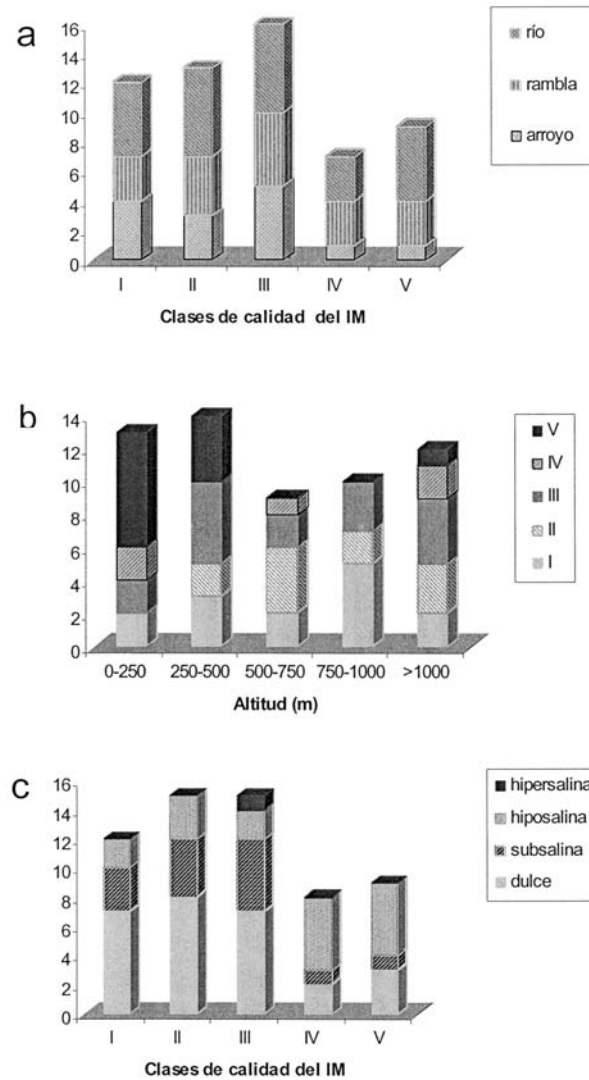 a
16
14
12
10
8
6
4
2
0
I II III IV V
Clases de calidad del IM
río
rambla
arroyo
b
14
12
10
8
6
4
2
0
0-250 250-500 500-750 750-1000 >1000
Altitud (m)
V
IV
III
II
I
c
16
14
12
10
8
6
4
2
0
I II III IV V
Clases de calidad del IM
hipersalina
hiposalina
subsalina
dulce